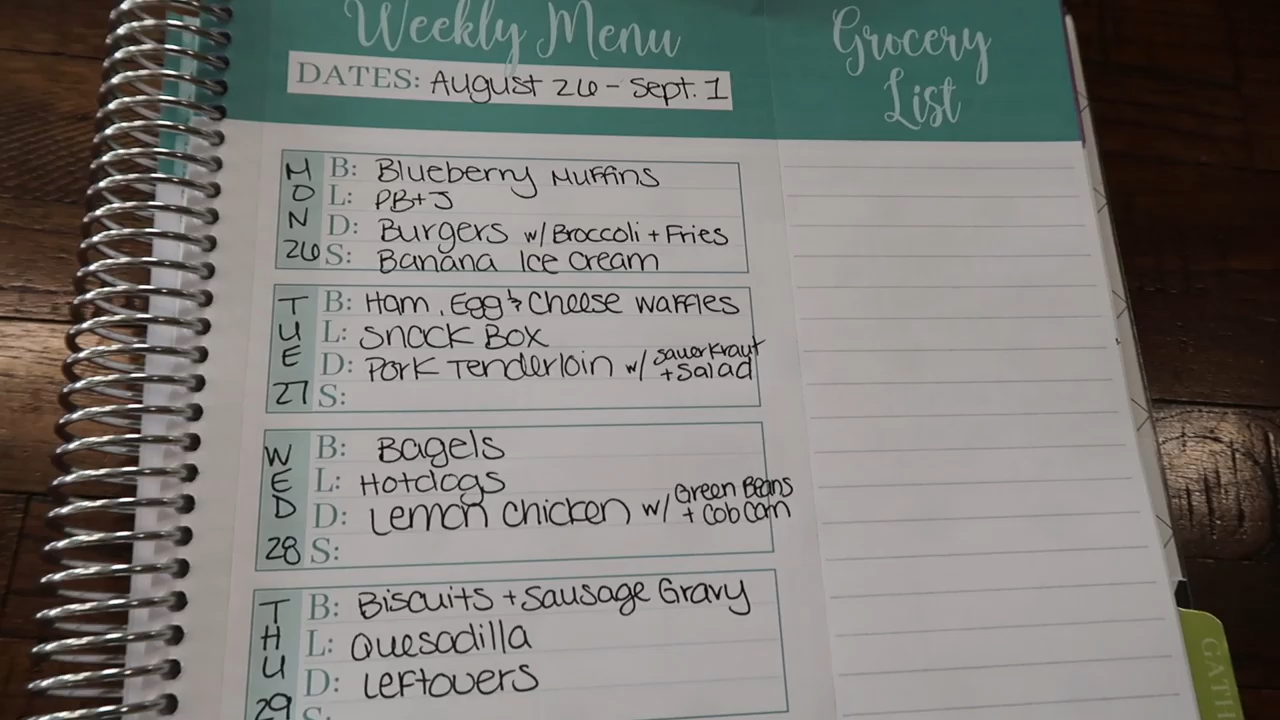 Weekly Menu
DATES: August 26 - Sept. 1
MON 26
B: Blueberry Muffins
L: PB+J
D: Burgers w/ Broccoli + Fries
S: Banana Ice Cream
TUE 27
B: Ham, Egg & Cheese Waffles
L: Snack Box
D: Pork Tenderloin w/ Sauerkraut + Salad
S:
WED 28
B: Bagels
L: Hotdogs
D: Lemon Chicken w/ Green Beans + Cob Corn
S:
THU 29
B: Biscuits + Sausage Gravy
L: Quesadilla
D: Leftovers
S:
Grocery
List
GATH